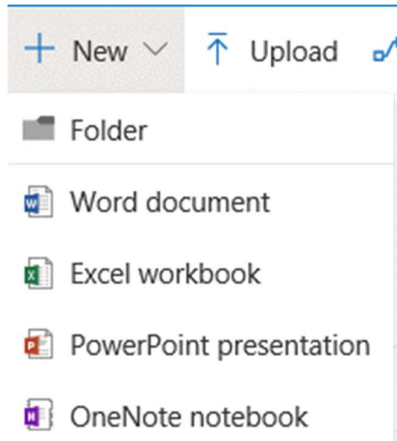 New Upload
Folder
Word document
Excel workbook
PowerPoint presentation
OneNote notebook